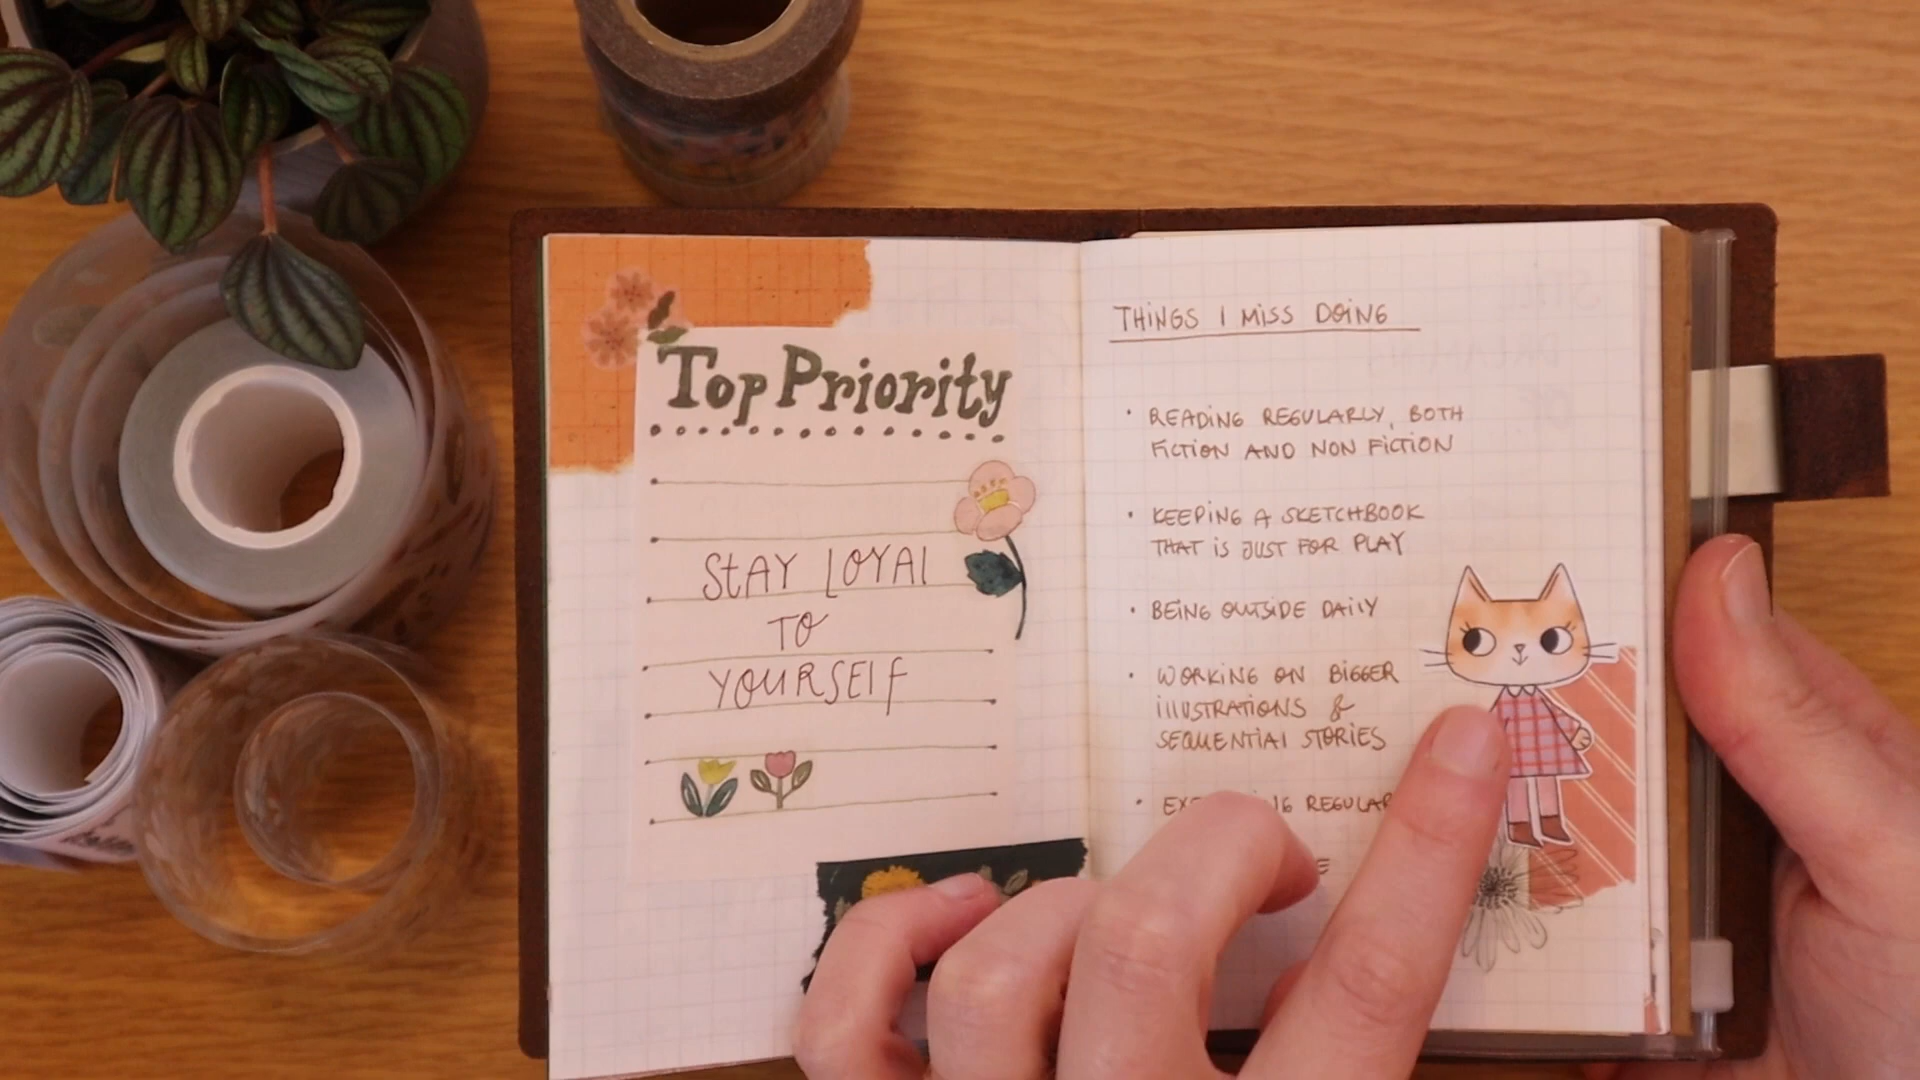 Top Priority
STAY LOYAL
TO
YOURSELF
THINGS I MISS DOING
• READING REGULARLY, BOTH
FICTION AND NON FICTION
• KEEPING A SKETCHBOOK
THAT IS JUST FOR PLAY
• BEING OUTSIDE DAILY
• WORKING ON BIGGER
ILLUSTRATIONS &
SEQUENTIAL STORIES
•